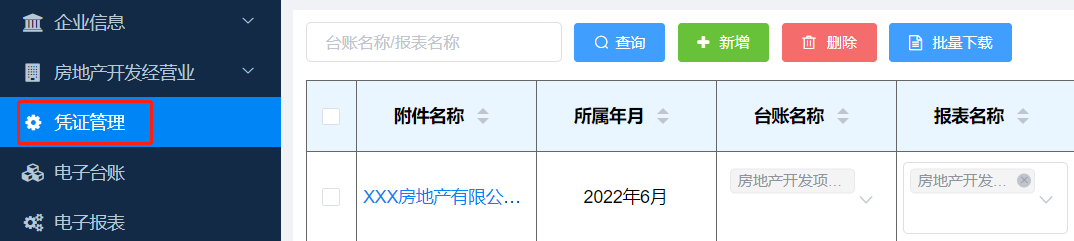 企业信息
房地产开发经营业
凭证管理
电子台账
电子报表
台账名称/报表名称 查询 新增 删除 批量下载
附件名称 所属年月 台账名称 报表名称
XXX房地产有限公... 2022年6月 房地产开发项... 房地产开发...